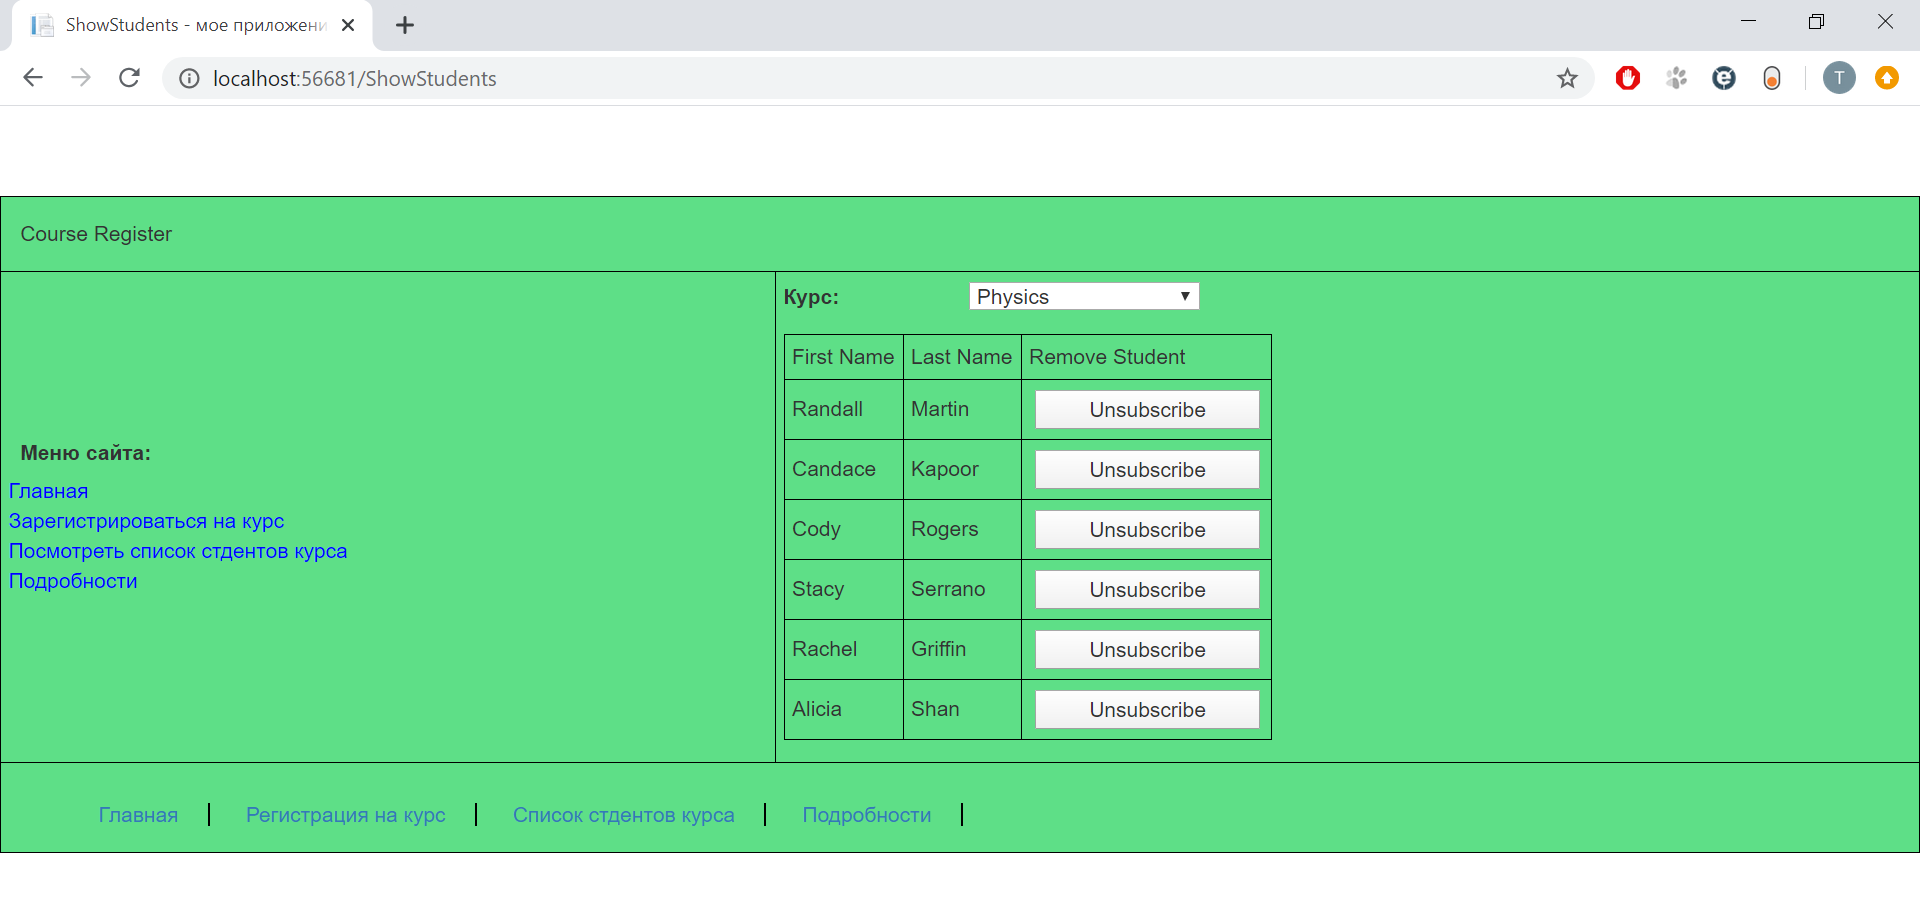 ShowStudents - мое приложени
localhost:56681/ShowStudents
T
Course Register
Курс: Physics
First Name Last Name Remove Student
Randall Martin Unsubscribe
Candace Kapoor Unsubscribe
Cody Rogers Unsubscribe
Stacy Serrano Unsubscribe
Rachel Griffin Unsubscribe
Alicia Shan Unsubscribe
Меню сайта:
Главная
Зарегистрироваться на курс
Посмотреть список стдентов курса
Подробности
Главная Регистрация на курс Список стдентов курса Подробности